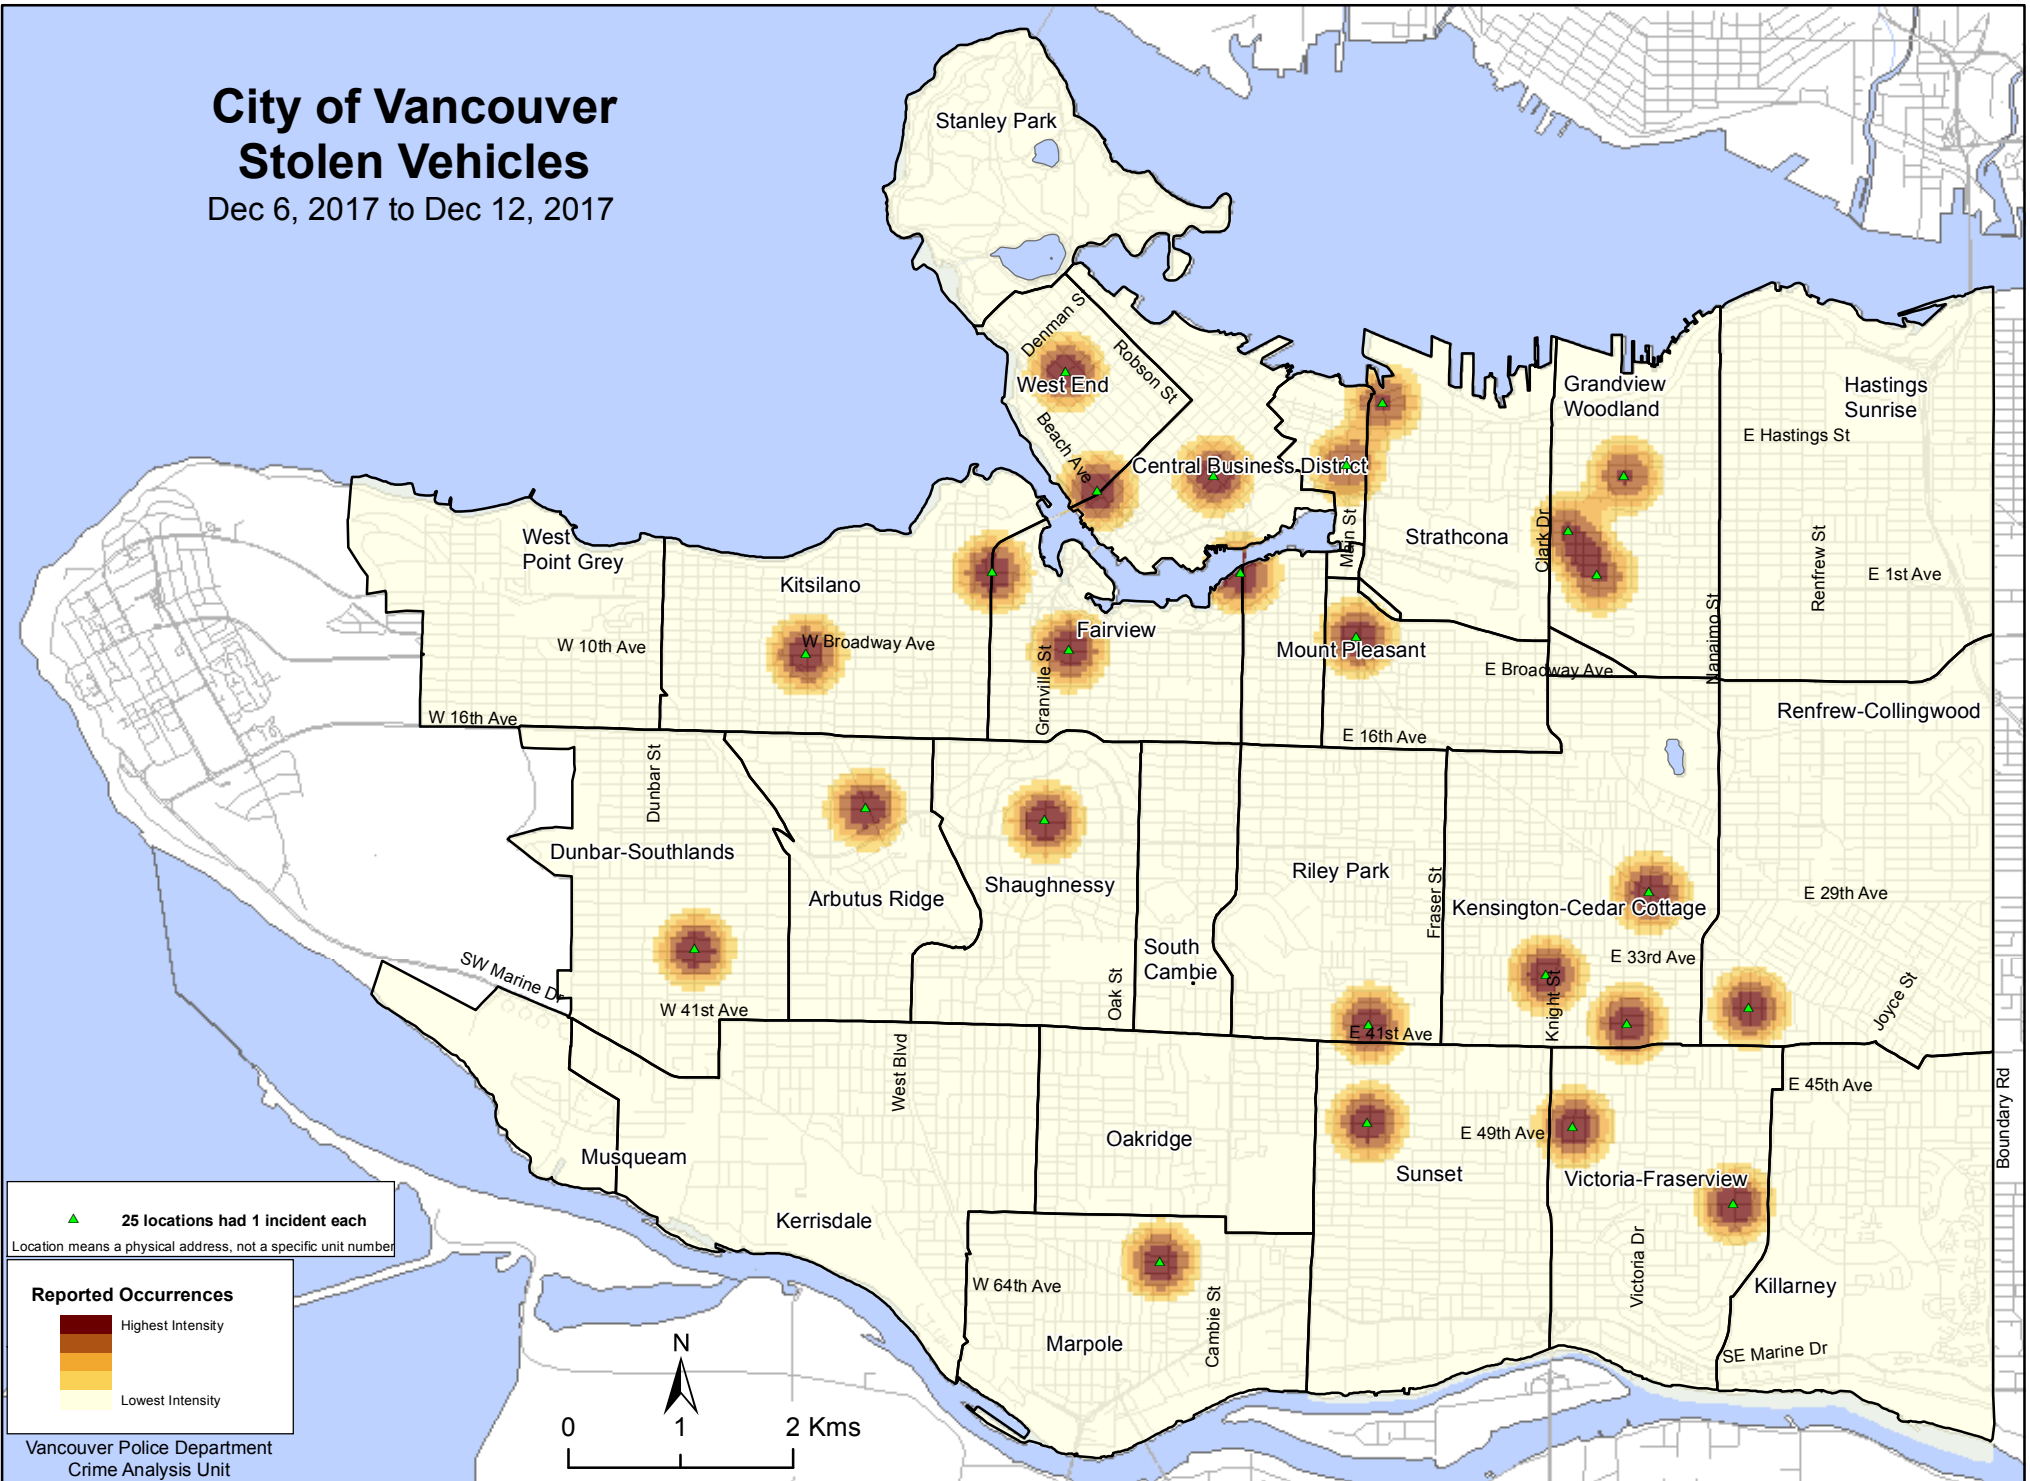 City of Vancouver
Stolen Vehicles
Dec 6, 2017 to Dec 12, 2017
Stanley Park
Denman S
Robson St
West End
Beach Ave
Central Business District
Main St
Strathcona
Clark Dr
Grandview
Woodland
Hastings
Sunrise
E Hastings St
Renfrew St
E 1st Ave
Nanaimo St
West
Point Grey
Kitsilano
W 10th Ave
W Broadway Ave
Fairview
Granville St
Mount Pleasant
E Broadway Ave
Renfrew-Collingwood
W 16th Ave
E 16th Ave
Dunbar St
Dunbar-Southlands
Arbutus Ridge
Shaughnessy
Riley Park
Fraser St
Kensington-Cedar Cottage
E 29th Ave
South
Cambie
Oak St
E 33rd Ave
Knight St
Joyce St
SW Marine Dr
W 41st Ave
E 41st Ave
West Blvd
E 45th Ave
Boundary Rd
Oakridge
E 49th Ave
Musqueam
Sunset
Victoria-Fraserview
Kerrisdale
Victoria Dr
W 64th Ave
Cambie St
Killarney
Marpole
SE Marine Dr
25 locations had 1 incident each
Location means a physical address, not a specific unit number
Reported Occurrences
Highest Intensity
Lowest Intensity
Vancouver Police Department
Crime Analysis Unit
N
0 1 2 Kms